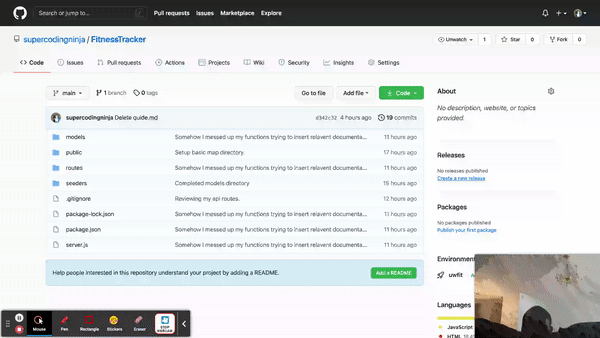 Search or jump to...
/
Pull requests Issues Marketplace Explore
supercodingninja / FitnessTracker
Unwatch 1 Star 0 Fork 0
Code Issues Pull requests Actions Projects Wiki Security Insights Settings
main 1 branch 0 tags Go to file Add file Code
supercodingninja Delete quide.md d342c32 4 hours ago 19 commits
models Somehow I messed up my functions trying to insert relavent documenta... 11 hours ago
public Setup basic map directory. 17 hours ago
routes Somehow I messed up my functions trying to insert relavent documenta... 11 hours ago
seeders Completed models directory 15 hours ago
.gitignore Reviewing my api routes. 12 hours ago
package-lock.json Somehow I messed up my functions trying to insert relavent documenta... 11 hours ago
package.json Somehow I messed up my functions trying to insert relavent documenta... 11 hours ago
server.js Somehow I messed up my functions trying to insert relavent documenta... 11 hours ago
Help people interested in this repository understand your project by adding a README. Add a README
About
No description, website, or topics
provided.
Releases
No releases published
Create a new release
Packages
No packages published
Publish your first package
Environmen
uwfit
Languages
JavaScript
HTML
Mouse Pen Rectangle Stickers Eraser